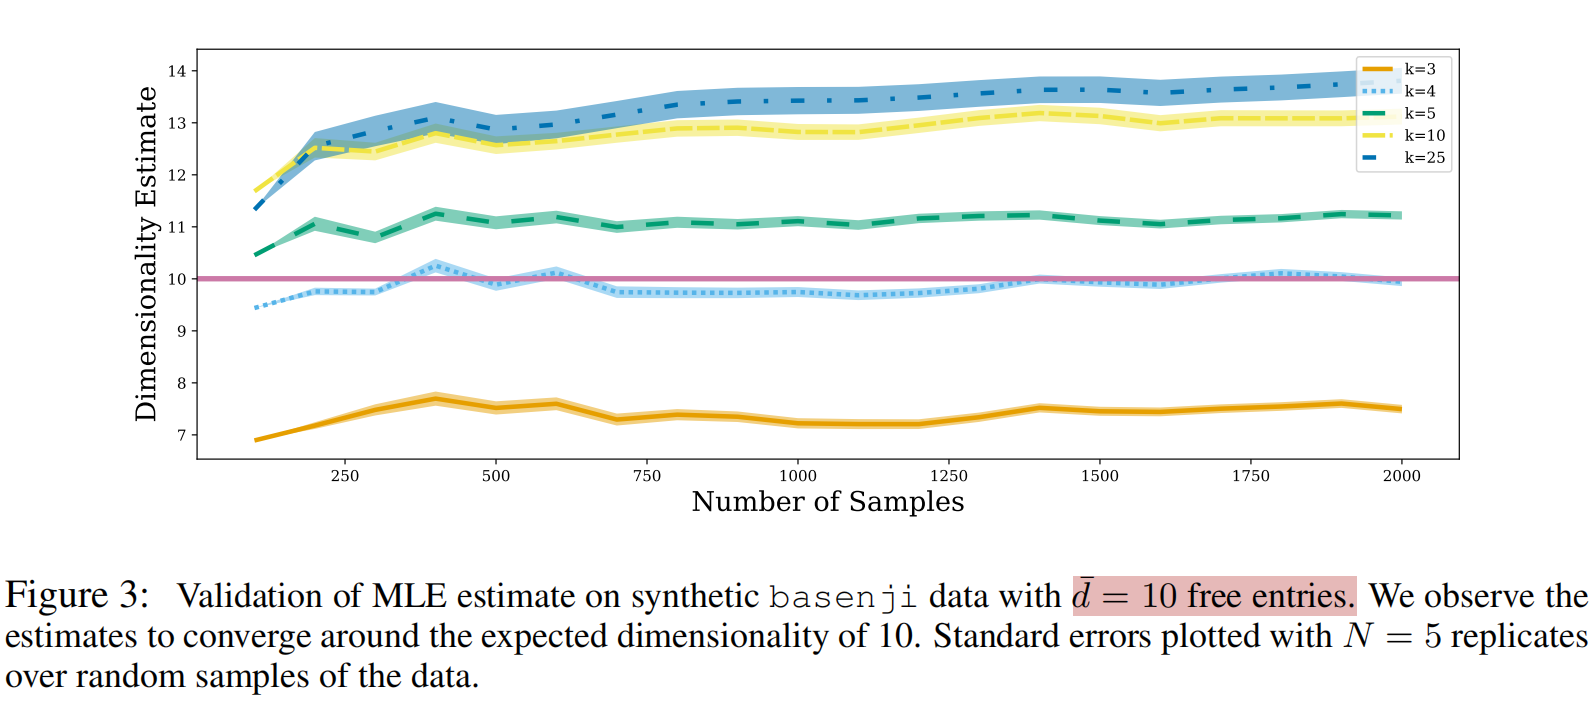 14
13
12
11
10
9
8
7
Dimensionality Estimate
k=3
k=4
k=5
k=10
k=25
250 500 750 1000 1250 1500 1750 2000
Number of Samples
Figure 3: Validation of MLE estimate on synthetic basenji data with d̄ = 10 free entries. We observe the
estimates to converge around the expected dimensionality of 10. Standard errors plotted with N = 5 replicates
over random samples of the data.